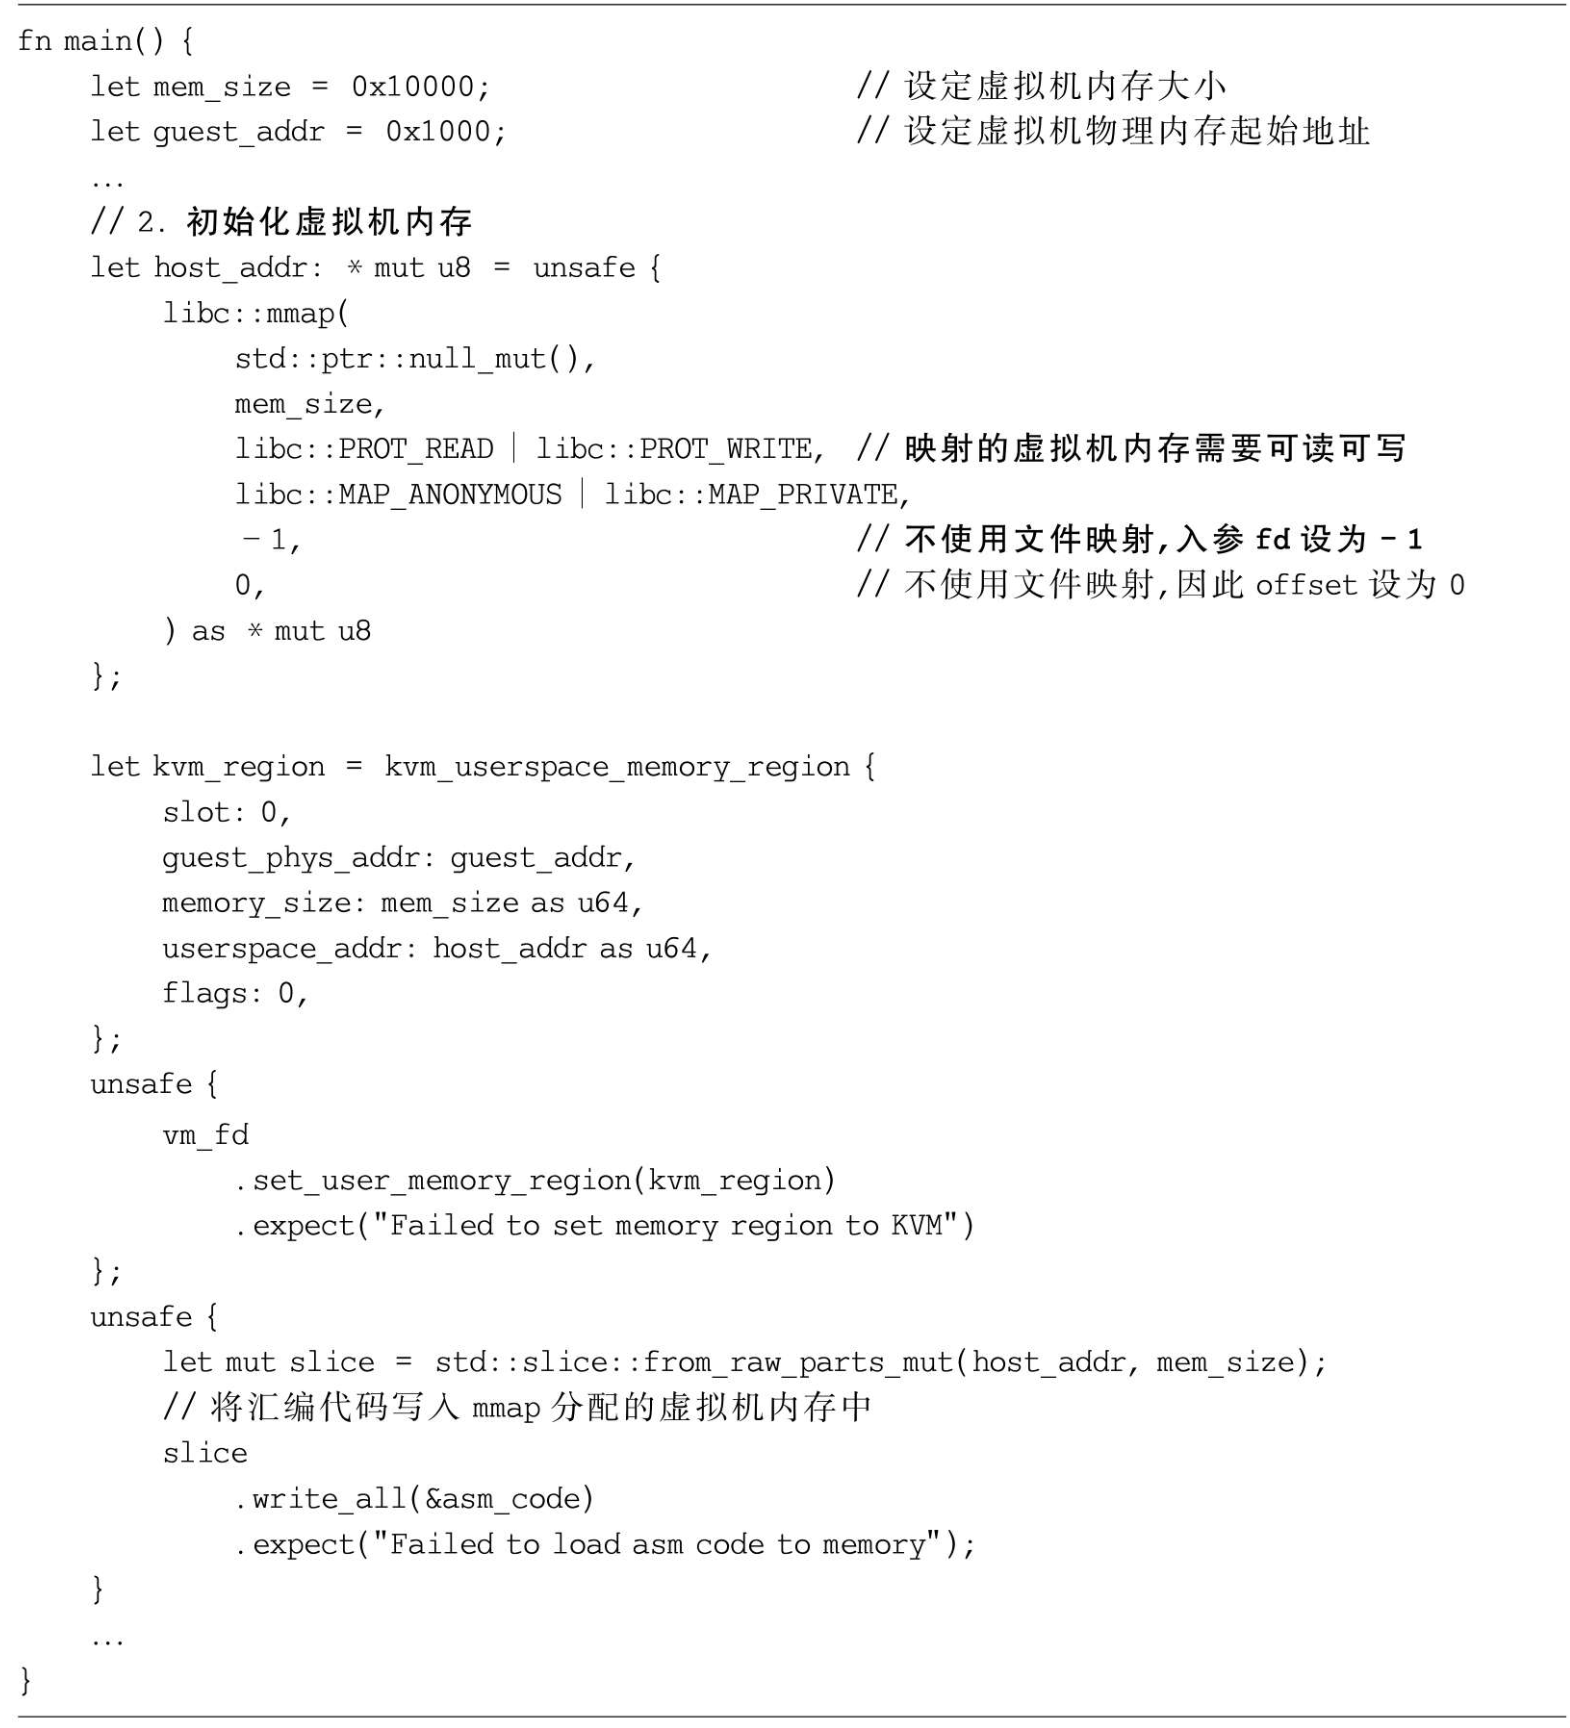 fn main() {
    let mem_size = 0x10000;                    // 设定虚拟机内存大小
    let guest_addr = 0x1000;                   // 设定虚拟机物理内存起始地址
    ...
    // 2. 初始化虚拟机内存
    let host_addr: * mut u8 = unsafe {
        libc::mmap(
            std::ptr::null_mut(),
            mem_size,
            libc::PROT_READ | libc::PROT_WRITE, // 映射的虚拟机内存需要可读可写
            libc::MAP_ANONYMOUS | libc::MAP_PRIVATE,
            -1,                                // 不使用文件映射,入参 fd 设为 -1
            0,                                 // 不使用文件映射,因此 offset 设为 0
        ) as * mut u8
    };
    let kvm_region = kvm_userspace_memory_region {
        slot: 0,
        guest_phys_addr: guest_addr,
        memory_size: mem_size as u64,
        userspace_addr: host_addr as u64,
        flags: 0,
    };
    unsafe {
        vm_fd
            .set_user_memory_region(kvm_region)
            .expect("Failed to set memory region to KVM")
    };
    unsafe {
        let mut slice = std::slice::from_raw_parts_mut(host_addr, mem_size);
        // 将汇编代码写入 mmap 分配的虚拟机内存中
        slice
            .write_all(&asm_code)
            .expect("Failed to load asm code to memory");
    }
    ...
}